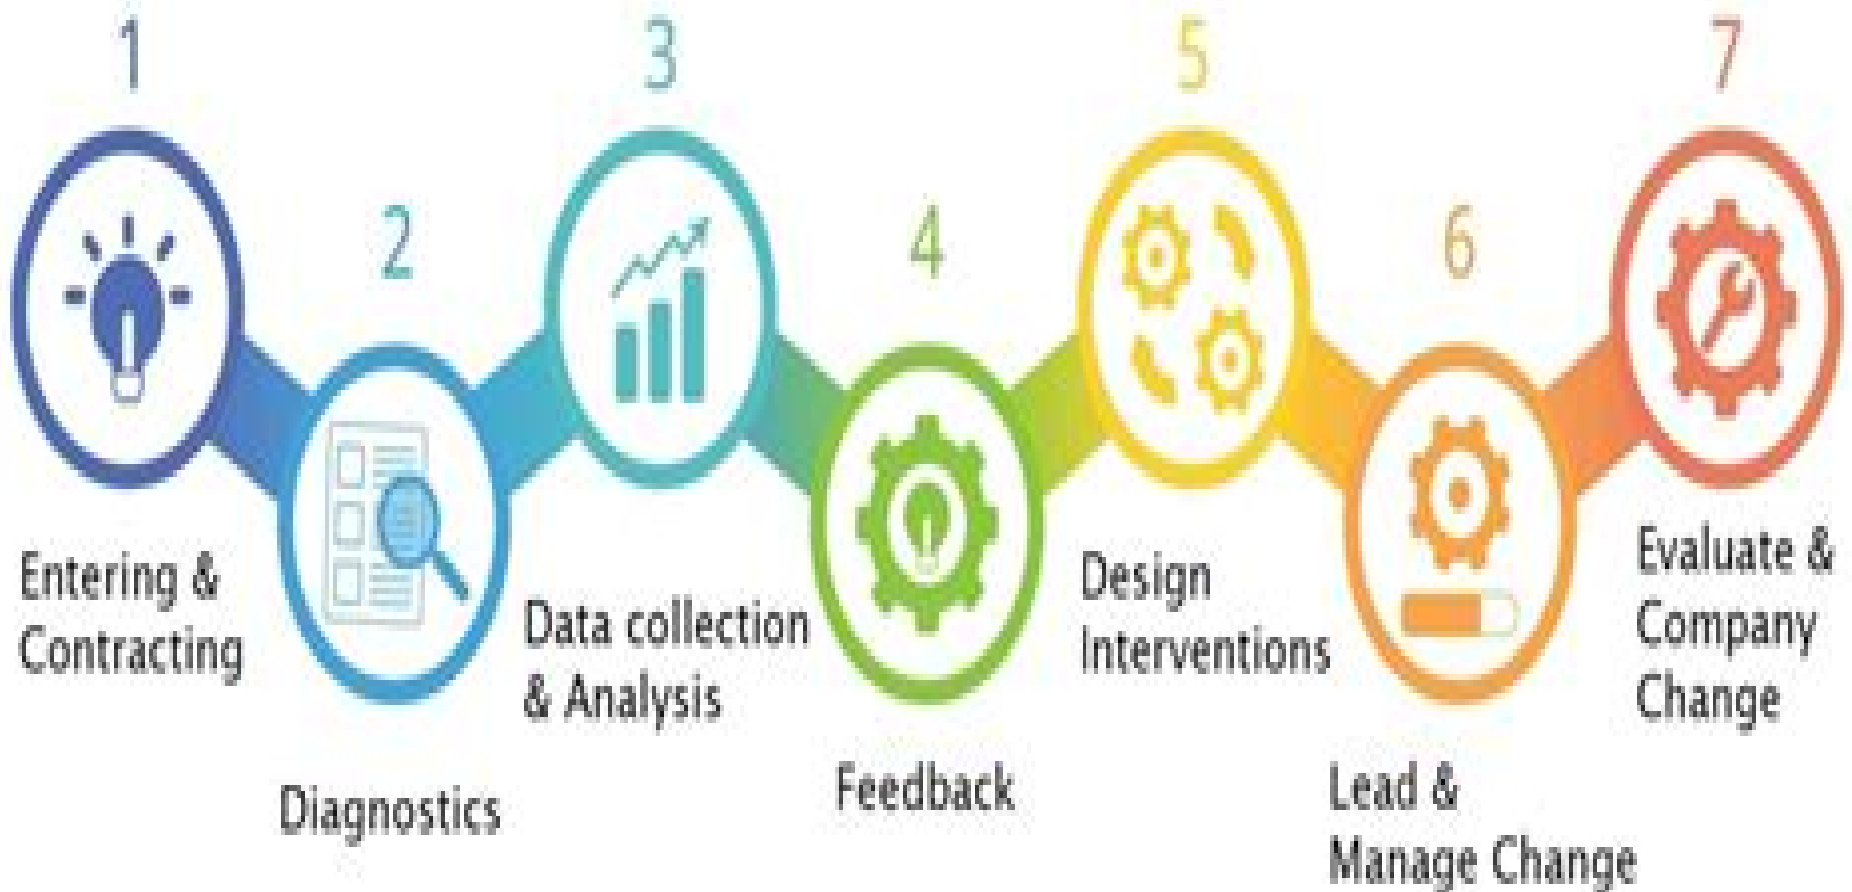 1
Entering &
Contracting
2
Diagnostics
3
Data collection
& Analysis
4
Feedback
5
Design
Interventions
6
Lead &
Manage Change
7
Evaluate &
Company
Change